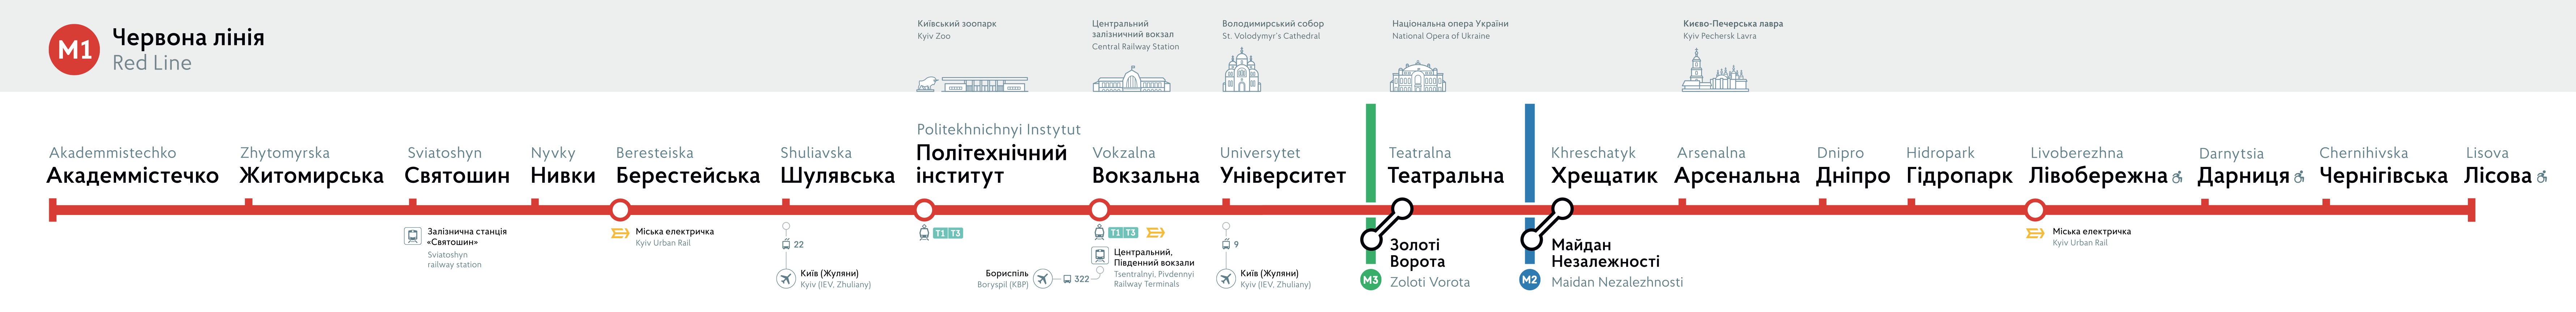 M1
Червона лінія
Red Line
Київський зоопарк
Kyiv Zoo
Центральний
залізничний вокзал
Central Railway Station
Володимирський собор
St. Volodymyr's Cathedral
Національна опера України
National Opera of Ukraine
Києво-Печерська лавра
Kyiv Pechersk Lavra
Akademmistechko
Академмістечко
Zhytomyrska
Житомирська
Sviatoshyn
Святошин
Nyvky
Нивки
Beresteiska
Берестейська
Shuliavska
Шулявська
Politekhnichnyi Instytut
Політехнічний
інститут
Vokzalna
Вокзальна
Universytet
Університет
Teatralna
Театральна
Khreschatyk
Хрещатик
Arsenalna
Арсенальна
Dnipro
Дніпро
Hidropark
Гідропарк
Livoberezhna
Лівобережна
Darnytsia
Дарниця
Chernihivska
Чернігівська
Lisova
Лісова
Залізнична станція
«Святошин»
Sviatoshyn
railway station
Міська електричка
Kyiv Urban Rail
22
Київ (Жуляни)
Kyiv (IEV, Zhuliany)
T1 T3
Бориспіль
Boryspil (KBP)
322
T1 T3
Центральний,
Південний вокзали
Tsentralnyi, Pivdennyi
Railway Terminals
9
Київ (Жуляни)
Kyiv (IEV, Zhuliany)
Золоті
Ворота
M3 Zoloti Vorota
Майдан
Незалежності
M2 Maidan Nezalezhnosti
Міська електричка
Kyiv Urban Rail